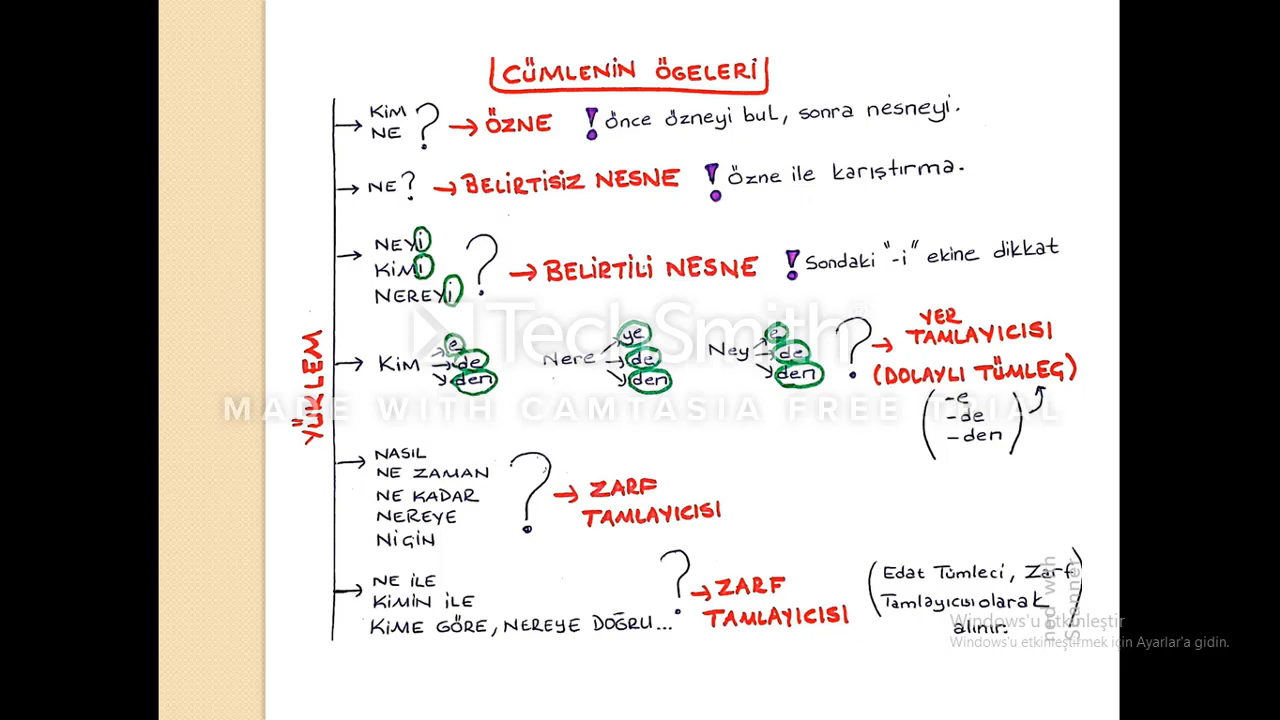 CÜMLENİN ÖGELERİ
KİM
NE ? → ÖZNE ! önce özneyi bul, sonra nesneyi.
→ NE? → BELİRTİSİZ NESNE ! Özne ile karıştırma.
NEYİ
KİMİ ? → BELİRTİLİ NESNE ! Sondaki "-i" ekine dikkat
NEREYİ
YÜKLEM
KİM e de den Nere ye de den Ney e de den ? → YER TAMLAYICISI
(DOLAYLI TÜMLEÇ)
-e
-de
-den
TechSmith
MADE WITH CAMTASIA FREE TRIAL
NASIL
NE ZAMAN
NE KADAR ? → ZARF
NEREYE TAMLAYICISI
NİÇİN
NE İLE ? → ZARF
KİMİN İLE TAMLAYICISI
KİME GÖRE, NEREYE DOĞRU...
(Edat Tümleci, Zarf
Tamlayıcısı olarak
alınır.)
Windows'u etkinleştir
Windows'u etkinleştirmek için Ayarlar'a gidin.